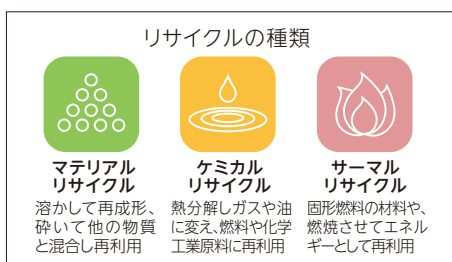 リサイクルの種類
マテリアル
リサイクル
溶かして再成形、
砕いて他の物質
と混合し再利用
ケミカル
リサイクル
熱分解しガスや油
に変え、燃料や化学
工業原料に再利用
サーマル
リサイクル
固形燃料の材料や、
燃焼させてエネル
ギーとして再利用